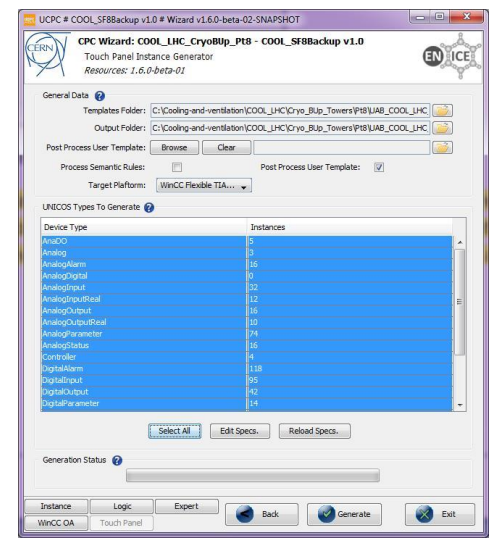 UCPC # COOL_SF8Backup v1.0 # Wizard v1.6.0-beta-02-SNAPSHOT
CERN
CPC Wizard: COOL_LHC_CryoBUp_Pt8 - COOL_SF8Backup v1.0
Touch Panel Instance Generator
Resources: 1.6.0-beta-01
EN ICE
General Data
Templates Folder: C:\Cooling-and-ventilation\COOL_LHC\Cryo_BUp_Towers\Pt8\UAB_COOL_LHC
Output Folder: C:\Cooling-and-ventilation\COOL_LHC\Cryo_BUp_Towers\Pt8\UAB_COOL_LHC
Post Process User Template: Browse Clear
Process Semantic Rules: Post Process User Template:
Target Plaftorm: WinCC Flexible TIA...
UNICOS Types To Generate
Device Type Instances
AnaDO 5
Analog 3
AnalogAlarm 16
AnalogDigital 0
AnalogInput 32
AnalogInputReal 12
AnalogOutput 16
AnalogOutputReal 10
AnalogParameter 74
AnalogStatus 16
Controller 4
DigitalAlarm 118
DigitalInput 95
DigitalOutput 42
DigitalParameter 14
Select All Edit Specs. Reload Specs.
Generation Status
Instance Logic Expert
WinCC OA Touch Panel
Back Generate Exit